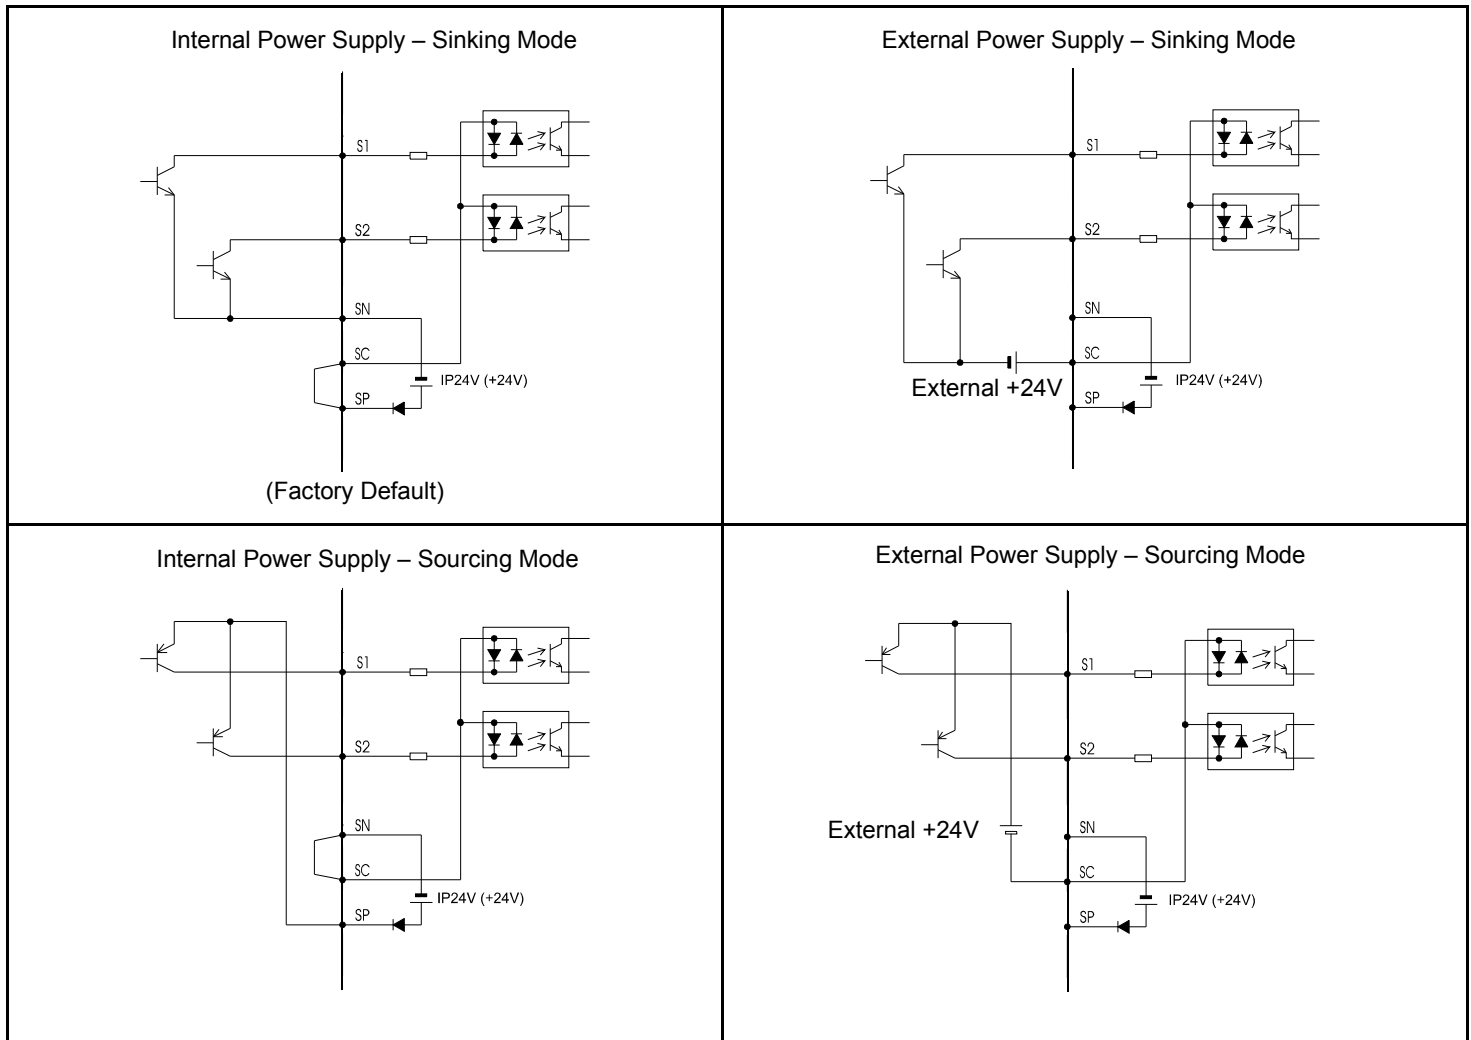 Internal Power Supply – Sinking Mode
S1
S2
SN
SC
IP24V (+24V)
SP
(Factory Default)
External Power Supply – Sinking Mode
S1
S2
SN
SC
External +24V
IP24V (+24V)
SP
Internal Power Supply – Sourcing Mode
S1
S2
SN
SC
IP24V (+24V)
SP
External Power Supply – Sourcing Mode
S1
S2
External +24V
SN
SC
IP24V (+24V)
SP